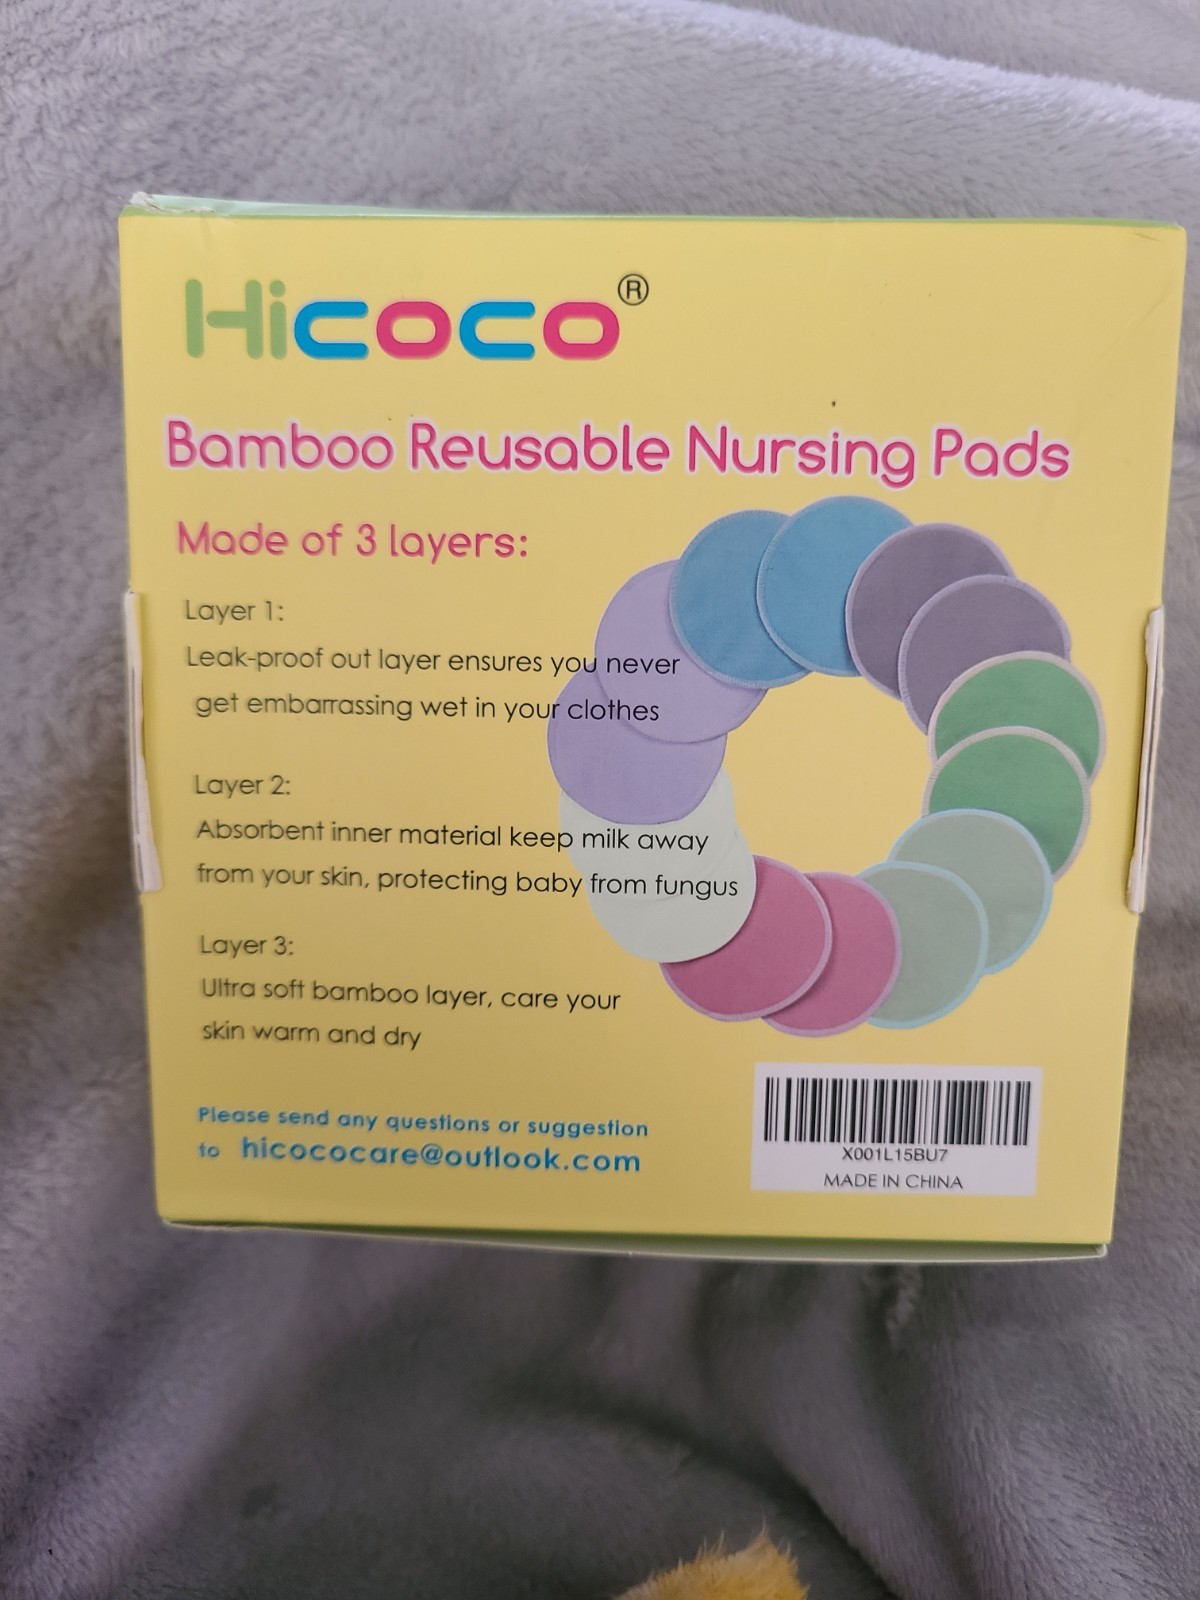 Hicoco®
Bamboo Reusable Nursing Pads
Made of 3 layers:
Layer 1:
Leak-proof out layer ensures you never
get embarrassing wet in your clothes
Layer 2:
Absorbent inner material keep milk away
from your skin, protecting baby from fungus
Layer 3:
Ultra soft bamboo layer, care your
skin warm and dry
Please send any questions or suggestion
to hicococare@outlook.com
X001L15BU7
MADE IN CHINA